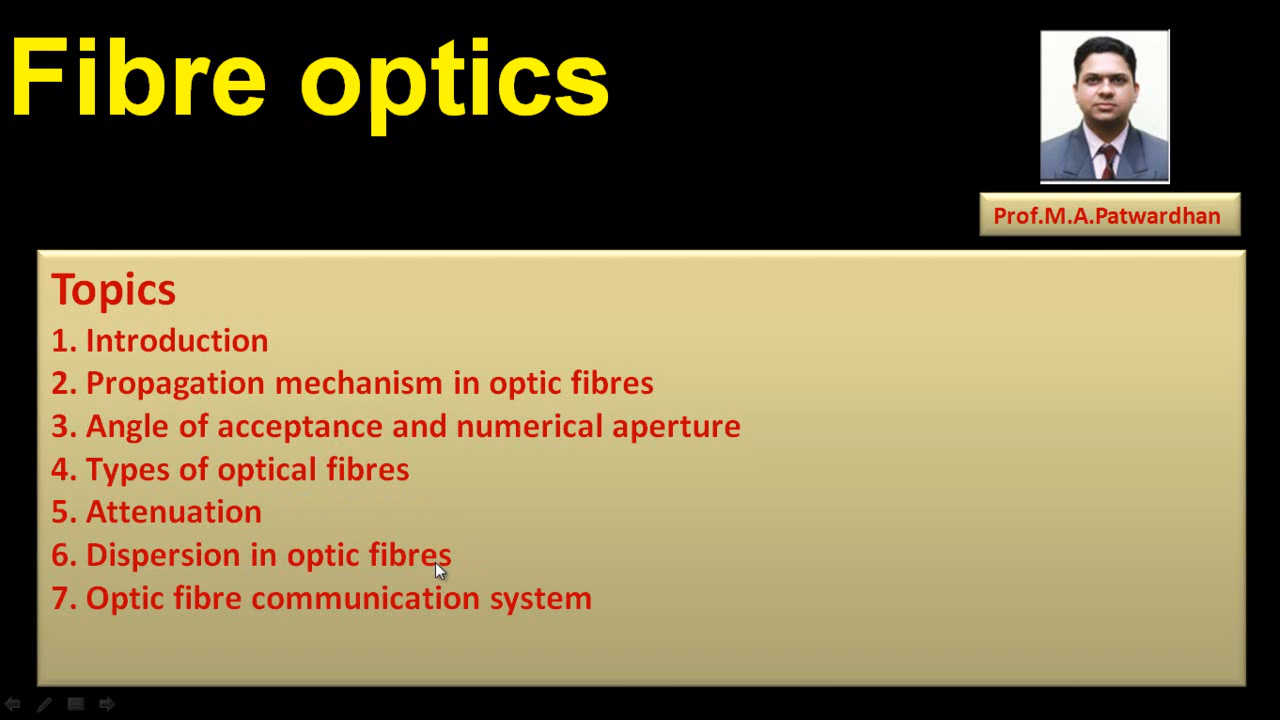 Fibre optics
Prof.M.A.Patwardhan
Topics
1. Introduction
2. Propagation mechanism in optic fibres
3. Angle of acceptance and numerical aperture
4. Types of optical fibres
5. Attenuation
6. Dispersion in optic fibres
7. Optic fibre communication system